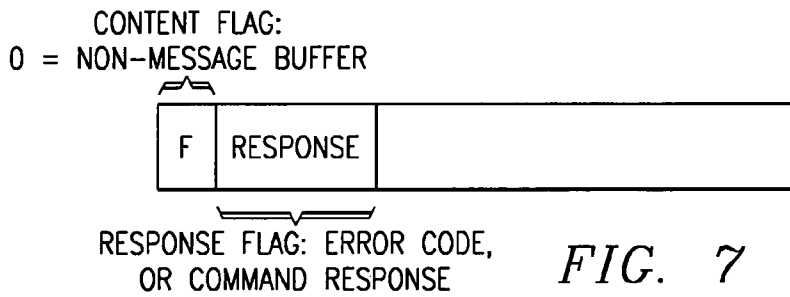 CONTENT FLAG:
0 = NON-MESSAGE BUFFER
F
RESPONSE
RESPONSE FLAG: ERROR CODE,
OR COMMAND RESPONSE
FIG. 7